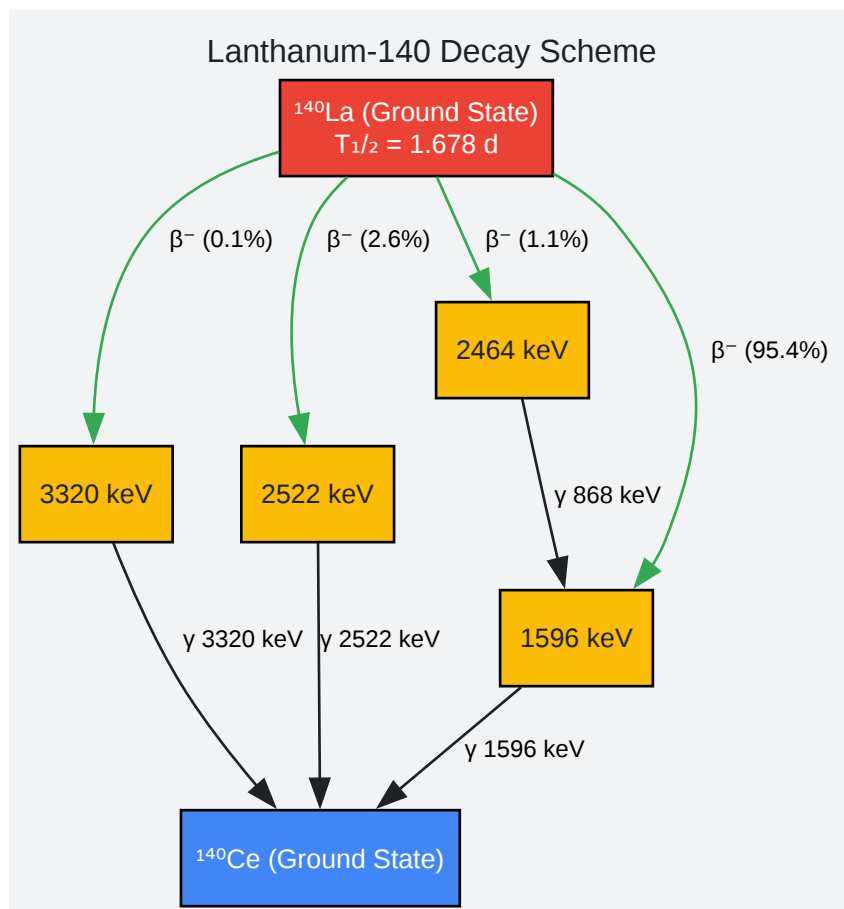 Lanthanum-140 Decay Scheme
¹⁴⁰La (Ground State)
T₁/₂ = 1.678 d
β⁻ (0.1%)
β⁻ (2.6%)
β⁻ (1.1%)
2464 keV
β⁻ (95.4%)
3320 keV
2522 keV
γ 868 keV
γ 3320 keV
γ 2522 keV
1596 keV
γ 1596 keV
¹⁴⁰Ce (Ground State)